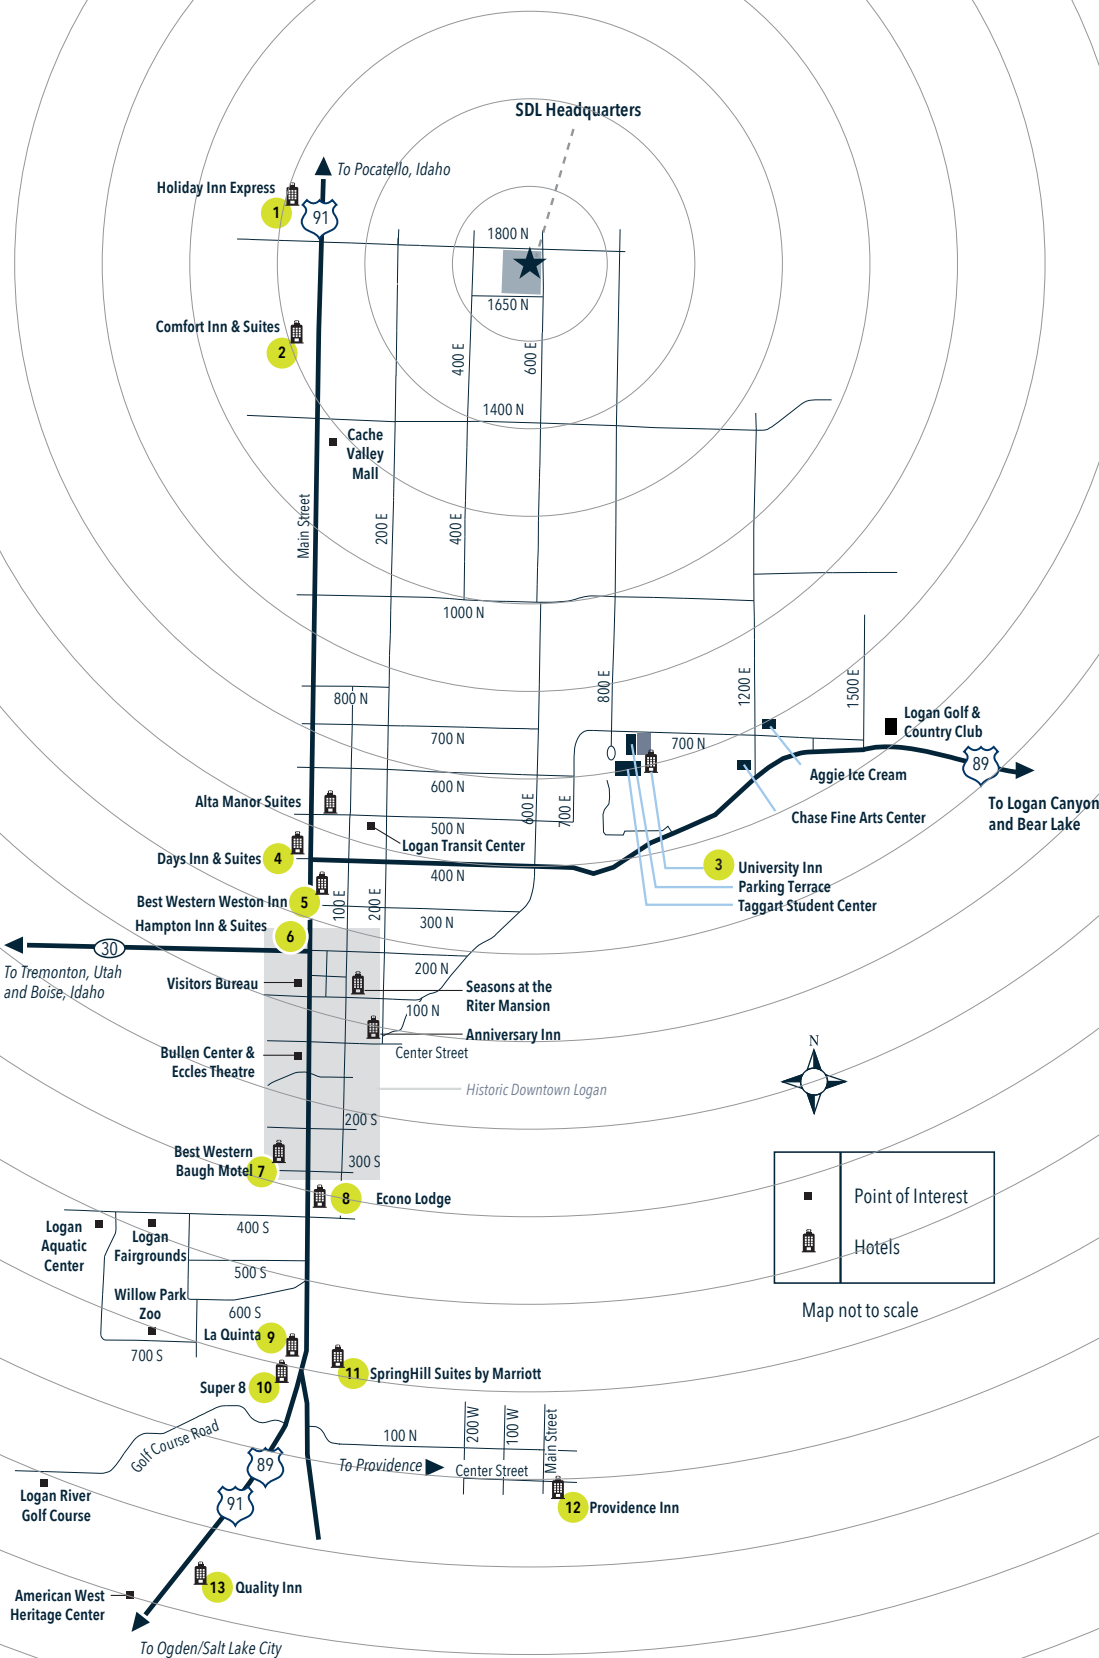 SDL Headquarters
To Pocatello, Idaho
Holiday Inn Express
1
91
1800 N
1650 N
Comfort Inn & Suites
2
400 E
600 E
1400 N
Cache
Valley
Mall
Main Street
200 E
400 E
1000 N
800 E
1200 E
1500 E
800 N
Logan Golf &
Country Club
700 N
700 N
89
Aggie Ice Cream
600 N
To Logan Canyon
and Bear Lake
Alta Manor Suites
600 E
700 E
Chase Fine Arts Center
500 N
Logan Transit Center
Days Inn & Suites
4
3
University Inn
400 N
Parking Terrace
Taggart Student Center
Best Western Weston Inn
5
100 E
200 E
300 N
Hampton Inn & Suites
6
30
To Tremonton, Utah
and Boise, Idaho
200 N
Visitors Bureau
Seasons at the
Riter Mansion
100 N
Anniversary Inn
Center Street
Bullen Center &
Eccles Theatre
N
Historic Downtown Logan
200 S
Best Western
Baugh Motel
7
300 S
8
Econo Lodge
Point of Interest
Hotels
Map not to scale
400 S
Logan
Aquatic
Center
Logan
Fairgrounds
500 S
Willow Park
Zoo
600 S
La Quinta
9
700 S
11
SpringHill Suites by Marriott
Super 8
10
Golf Course Road
200 W
100 W
Main Street
100 N
To Providence
Center Street
89
91
Logan River
Golf Course
12
Providence Inn
13
Quality Inn
American West
Heritage Center
To Ogden/Salt Lake City